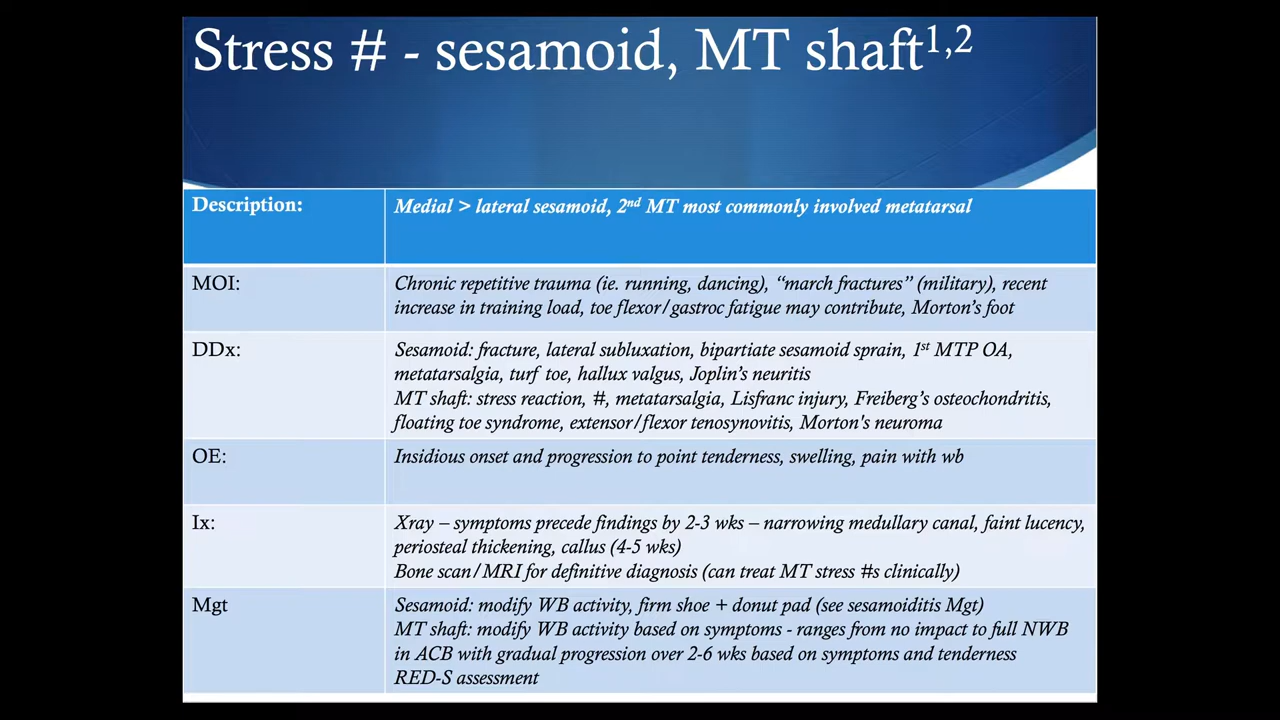 Stress # - sesamoid, MT shaft1,2
Description:
Medial > lateral sesamoid, 2nd MT most commonly involved metatarsal
MOI:
Chronic repetitive trauma (ie. running, dancing), “march fractures” (military), recent
increase in training load, toe flexor/gastroc fatigue may contribute, Morton’s foot
DDx:
Sesamoid: fracture, lateral subluxation, bipartiate sesamoid sprain, 1st MTP OA,
metatarsalgia, turf toe, hallux valgus, Joplin’s neuritis
MT shaft: stress reaction, #, metatarsalgia, Lisfranc injury, Freiberg’s osteochondritis,
floating toe syndrome, extensor/flexor tenosynovitis, Morton's neuroma
OE:
Insidious onset and progression to point tenderness, swelling, pain with wb
Ix:
Xray – symptoms precede findings by 2-3 wks – narrowing medullary canal, faint lucency,
periosteal thickening, callus (4-5 wks)
Bone scan/MRI for definitive diagnosis (can treat MT stress #s clinically)
Mgt
Sesamoid: modify WB activity, firm shoe + donut pad (see sesamoiditis Mgt)
MT shaft: modify WB activity based on symptoms - ranges from no impact to full NWB
in ACB with gradual progression over 2-6 wks based on symptoms and tenderness
RED-S assessment